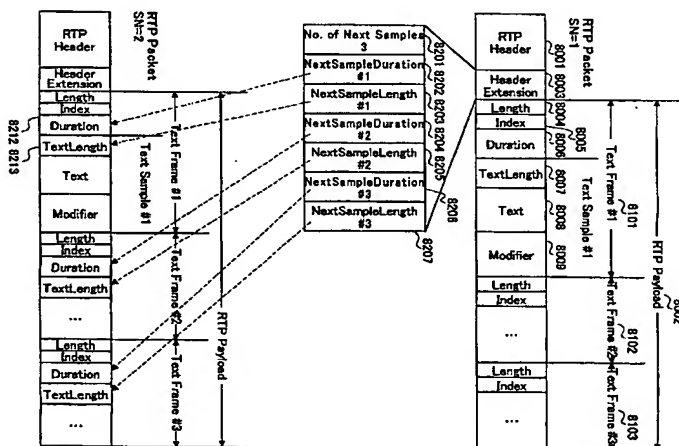 RTP Packet
SN=2
RTP
Header
Header
Extension
Length
Index
Duration
TextLength
Text
Modifier
Length
Index
Duration
TextLength
...
Length
Index
Duration
TextLength
...
8212
8213
Text Frame #1
Text Sample #1
Text Frame #2
Text Frame #3
RTP Payload
No. of Next Samples
3
NextSampleDuration
#1
NextSampleLength
#1
NextSampleDuration
#2
NextSampleLength
#2
NextSampleDuration
#3
NextSampleLength
#3
8201
8202
8203
8204
8205
8206
8207
RTP Packet
SN=1
RTP
Header
Header
Extension
Length
Index
Duration
TextLength
Text
Modifier
Length
Index
...
Length
Index
...
8001
8003
8004
8005
8006
8007
8008
8009
Text Sample #1
Text Frame #1
8101
Text Frame #2
8102
Text Frame #3
8103
RTP Payload
8002